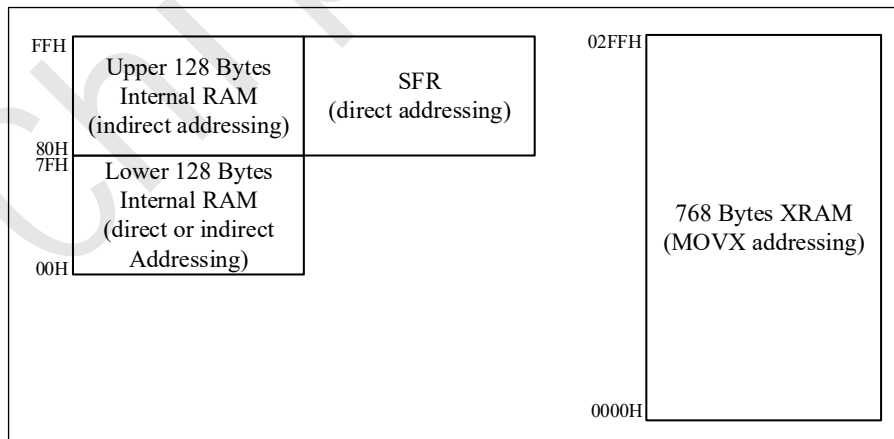 FFH
Upper 128 Bytes
Internal RAM
(indirect addressing)
80H
SFR
(direct addressing)
7FH
Lower 128 Bytes
Internal RAM
(direct or indirect
Addressing)
00H
02FFH
768 Bytes XRAM
(MOVX addressing)
0000H